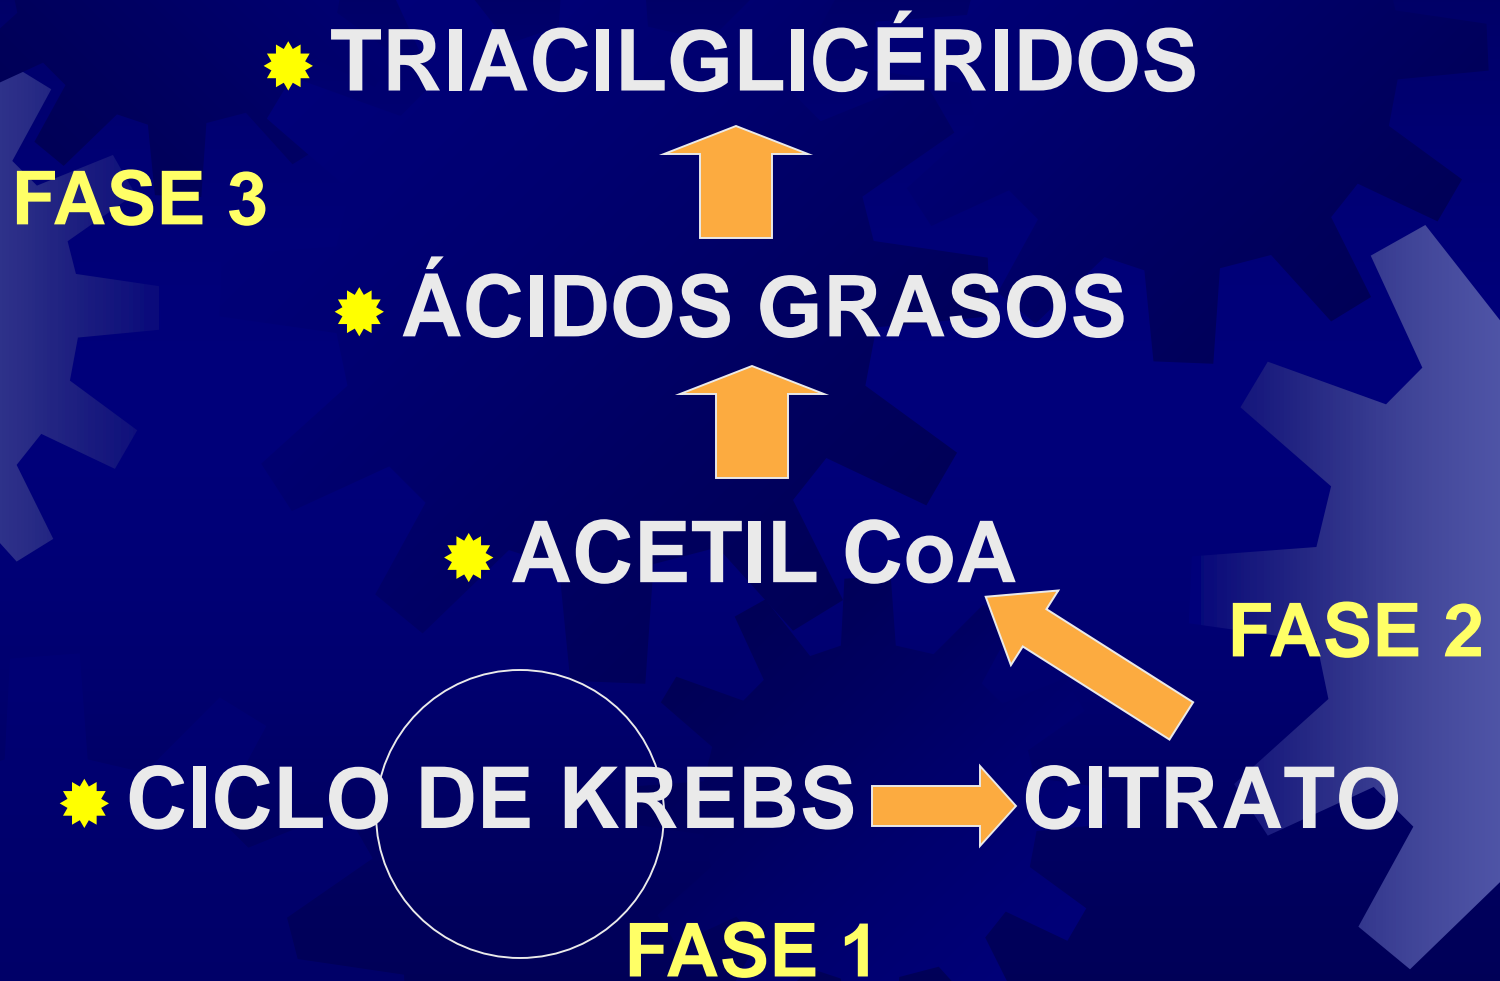 TRIACILGLICÉRIDOS
FASE 3
ÁCIDOS GRASOS
ACETIL CoA
FASE 2
CICLO DE KREBS CITRATO
FASE 1